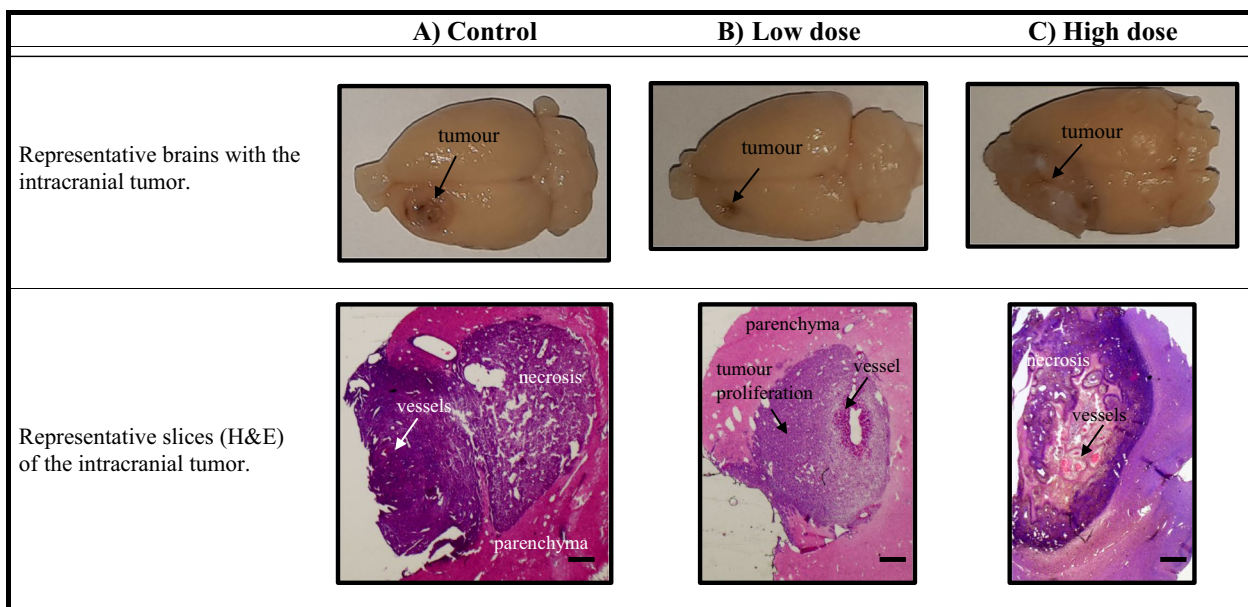 A) Control B) Low dose C) High dose
Representative brains with the
intracranial tumor.
tumour
tumour
tumour
Representative slices (H&E)
of the intracranial tumor.
necrosis
vessels
parenchyma
parenchyma
tumour
proliferation
vessel
necrosis
vessels